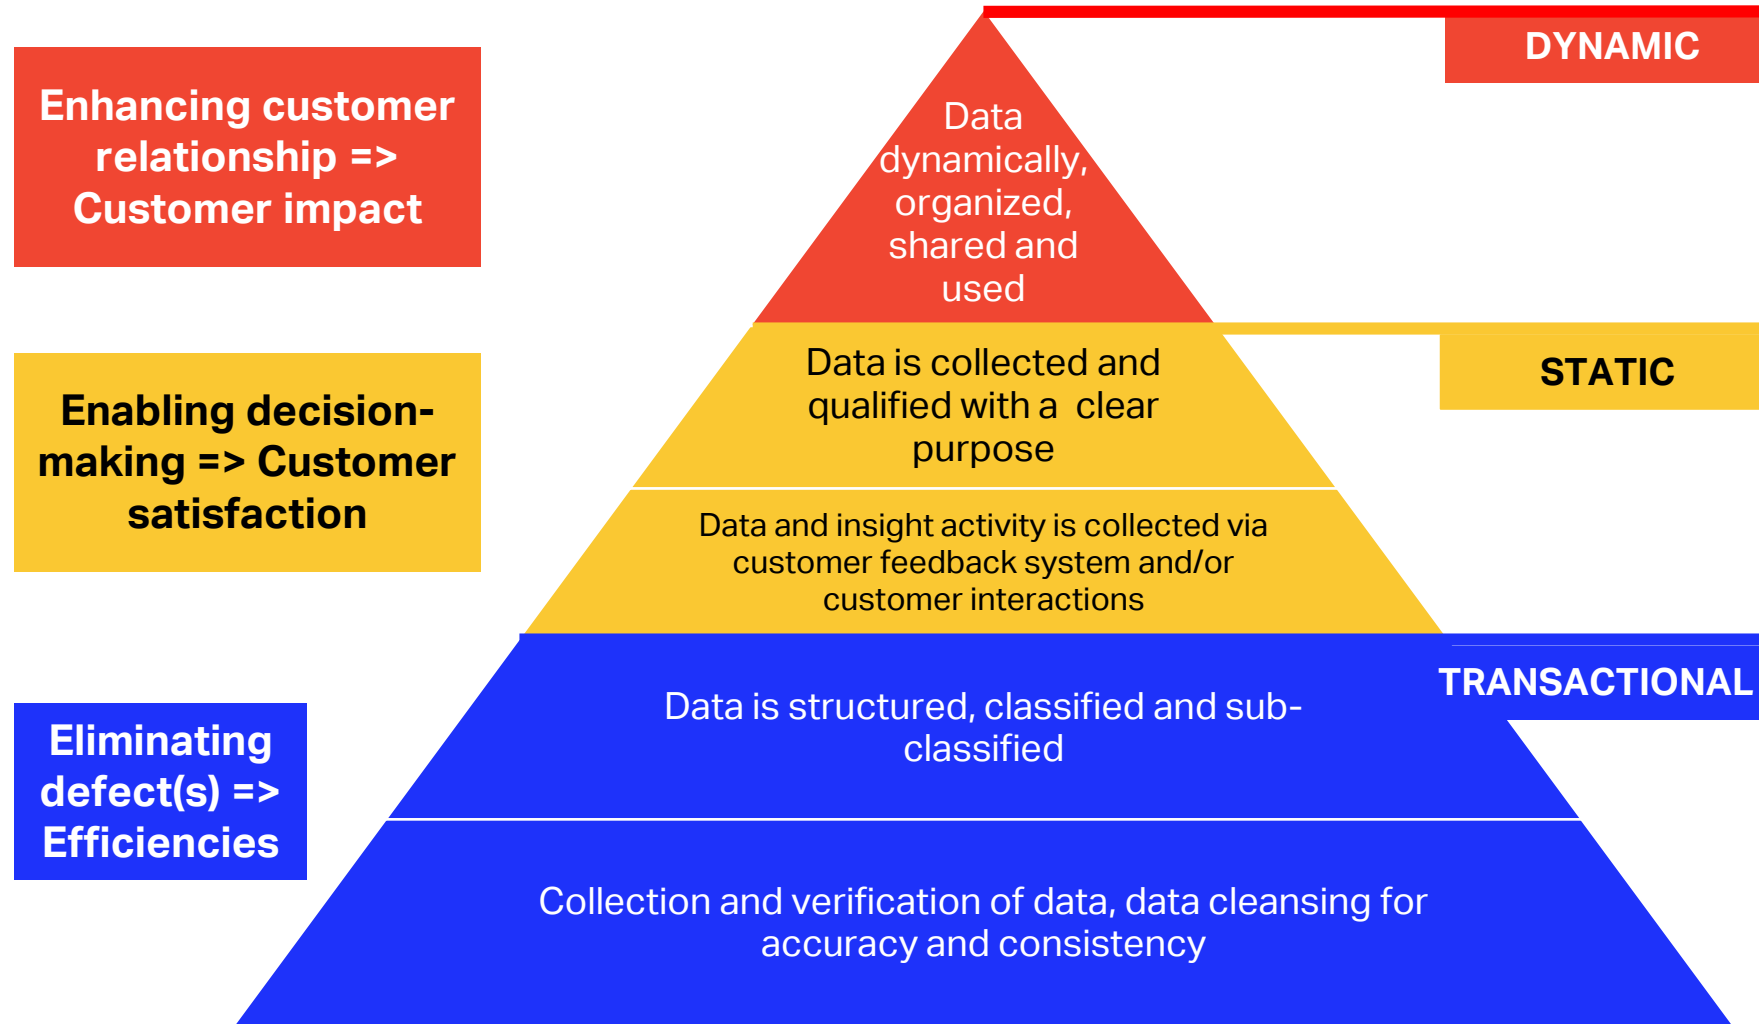 DYNAMIC
Enhancing customer
relationship =>
Customer impact
Data
dynamically,
organized,
shared and
used
STATIC
Enabling decision-
making => Customer
satisfaction
Data is collected and
qualified with a  clear
purpose
Data and insight activity is collected via
customer feedback system and/or
customer interactions
TRANSACTIONAL
Eliminating
defect(s) =>
Efficiencies
Data is structured, classified and sub-
classified
Collection and verification of data, data cleansing for
accuracy and consistency